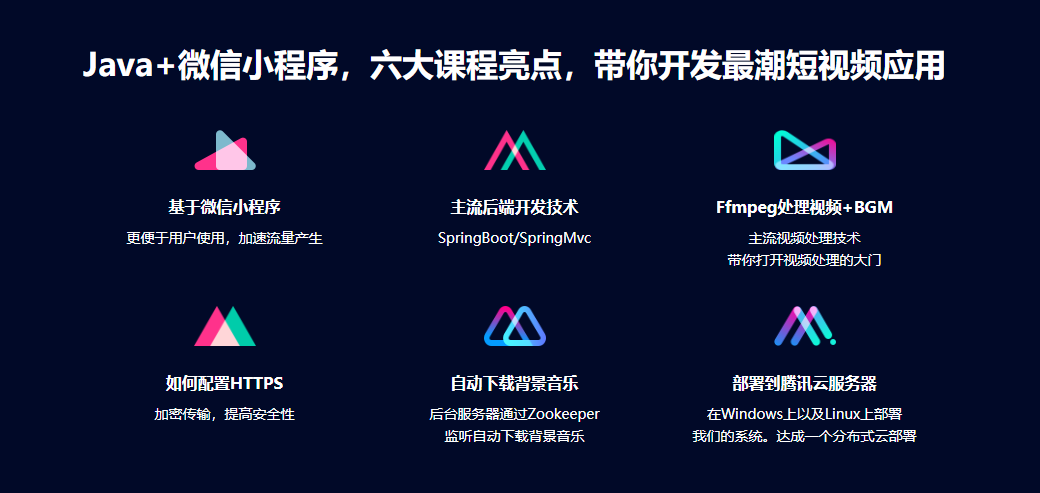 Java+微信小程序，六大课程亮点，带你开发最潮短视频应用
基于微信小程序
更便于用户使用，加速流量产生
主流后端开发技术
SpringBoot/SpringMvc
Ffmpeg处理视频+BGM
主流视频处理技术
带你打开视频处理的大门
如何配置HTTPS
加密传输，提高安全性
自动下载背景音乐
后台服务器通过Zookeeper
监听自动下载背景音乐
部署到腾讯云服务器
在Windows上以及Linux上部署
我们的系统。达成一个分布式云部署